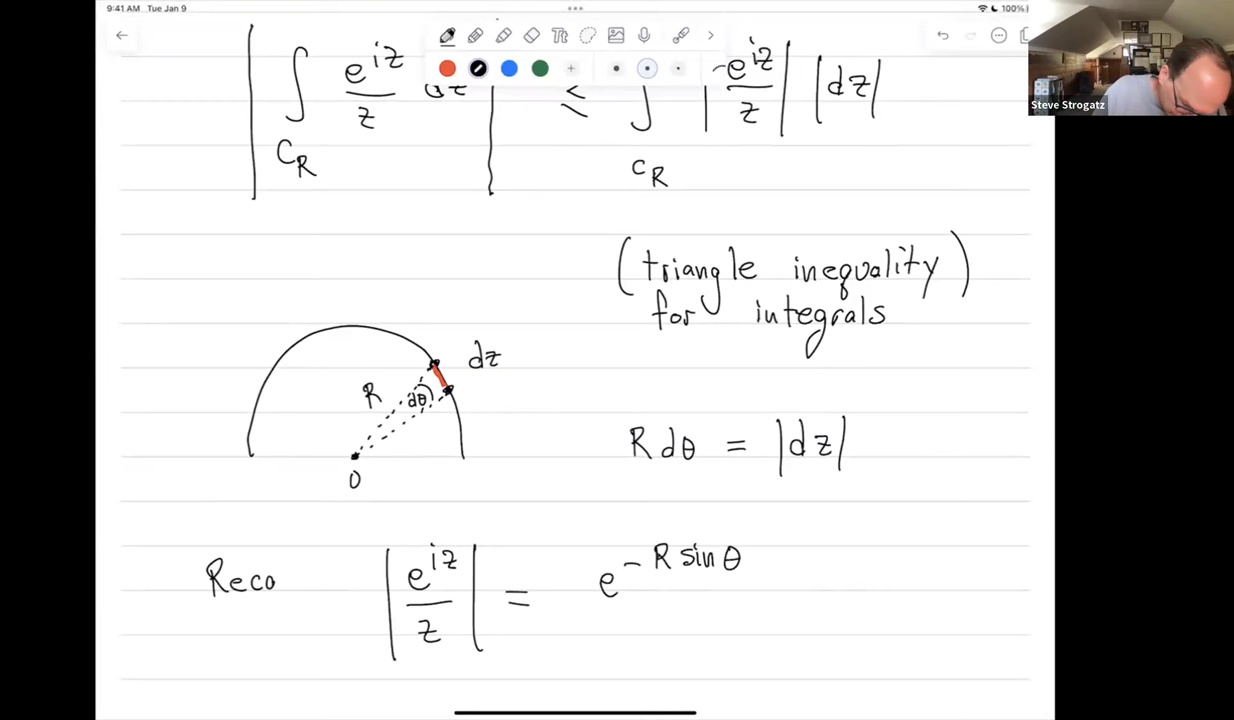 9:41 AM Tue Jan 9
100%
Steve Strogatz
| ∫ e^{iz}/z dz | ≤ ∫ | e^{iz}/z | |dz|
C_R C_R
(triangle inequality)
for integrals
dz
R dθ
R dθ = |dz|
0
Reco | e^{iz}/z | = e^{-R sin θ}